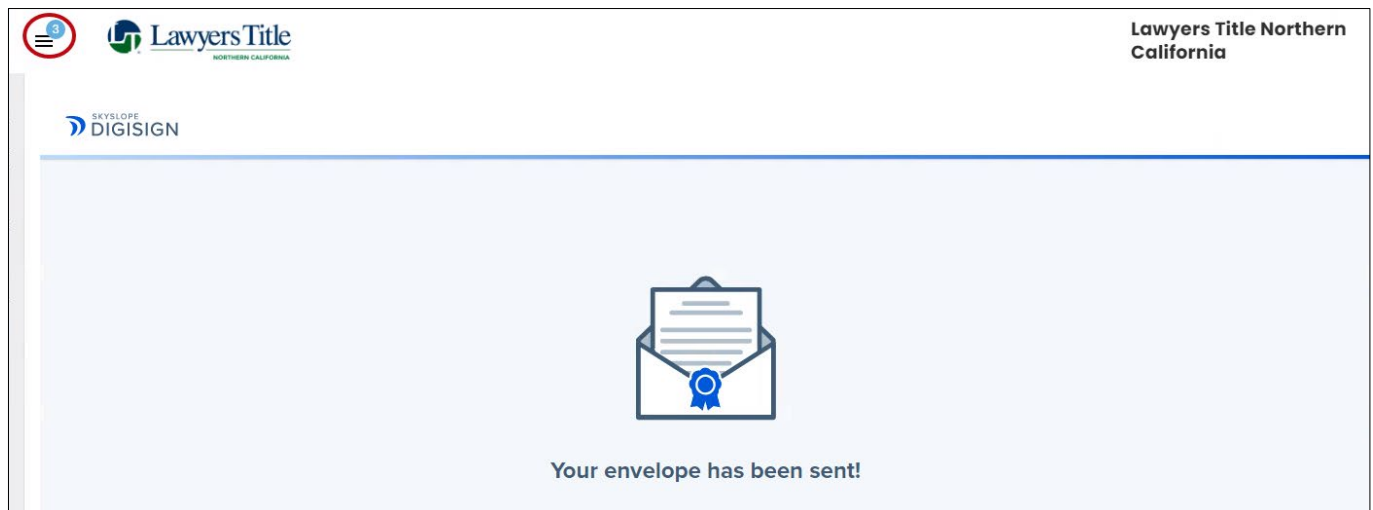 3
Lawyers Title
NORTHERN CALIFORNIA
Lawyers Title Northern
California
SKYSLOPE
DIGISIGN
Your envelope has been sent!